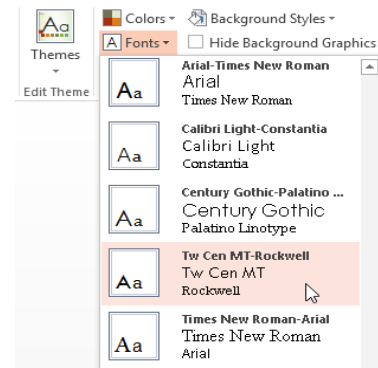 Aa
Themes
Edit Theme
Colors
Background Styles
A Fonts
Hide Background Graphics
Aa
Arial-Times New Roman
Arial
Times New Roman
Aa
Calibri Light-Constantia
Calibri Light
Constantia
Aa
Century Gothic-Palatino ...
Century Gothic
Palatino Linotype
Aa
Tw Cen MT-Rockwell
Tw Cen MT
Rockwell
Aa
Times New Roman-Arial
Times New Roman
Arial